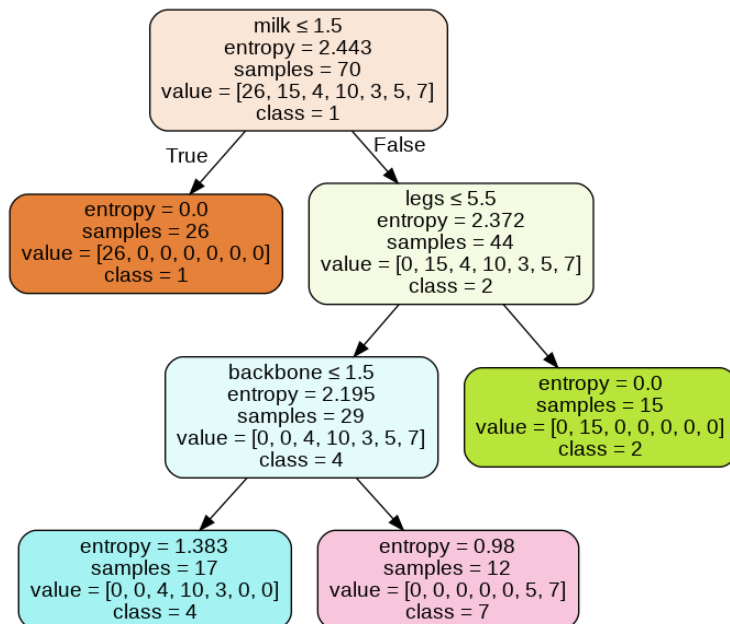 milk ≤ 1.5
entropy = 2.443
samples = 70
value = [26, 15, 4, 10, 3, 5, 7]
class = 1
True
False
entropy = 0.0
samples = 26
value = [26, 0, 0, 0, 0, 0, 0]
class = 1
legs ≤ 5.5
entropy = 2.372
samples = 44
value = [0, 15, 4, 10, 3, 5, 7]
class = 2
backbone ≤ 1.5
entropy = 2.195
samples = 29
value = [0, 0, 4, 10, 3, 5, 7]
class = 4
entropy = 0.0
samples = 15
value = [0, 15, 0, 0, 0, 0, 0]
class = 2
entropy = 1.383
samples = 17
value = [0, 0, 4, 10, 3, 0, 0]
class = 4
entropy = 0.98
samples = 12
value = [0, 0, 0, 0, 0, 5, 7]
class = 7